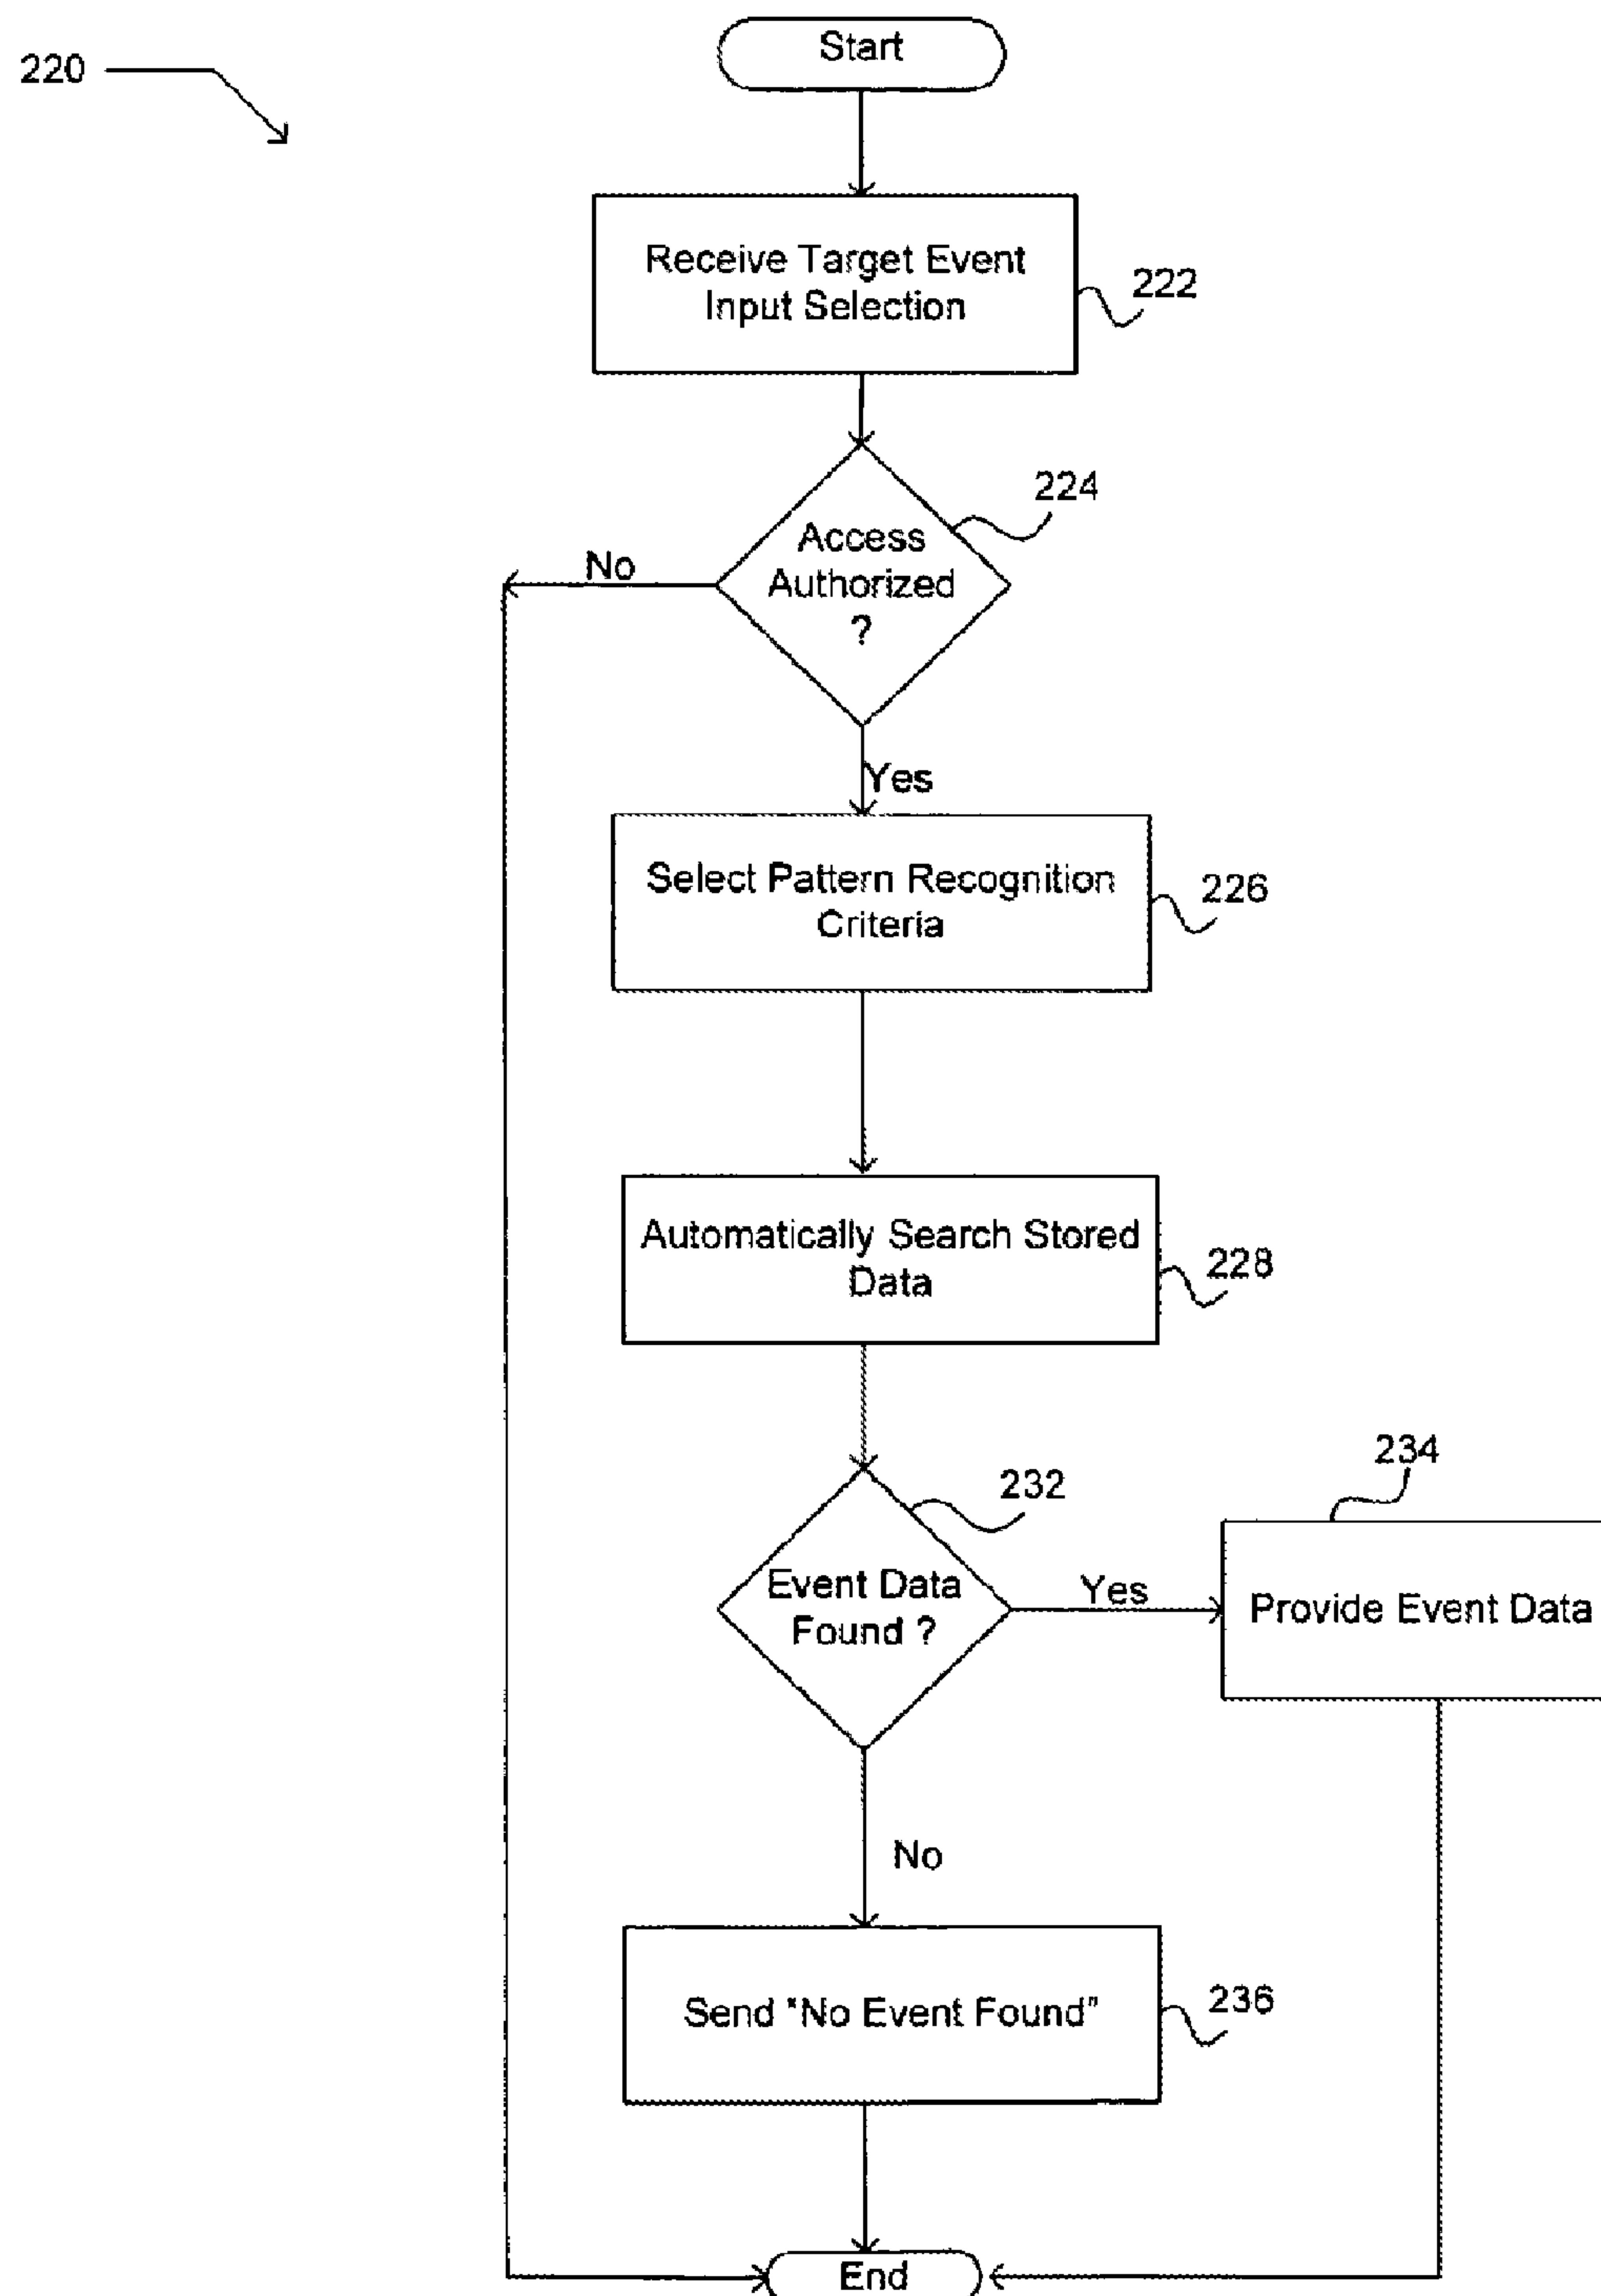 Start
220
Receive Target Event
Input Selection
222
224
Access
Authorized
?
No
Yes
Select Pattern Recognition
Criteria
226
Automatically Search Stored
Data
228
232
234
Event Data
Found ?
Yes
Provide Event Data
No
Send "No Event Found"
236
End